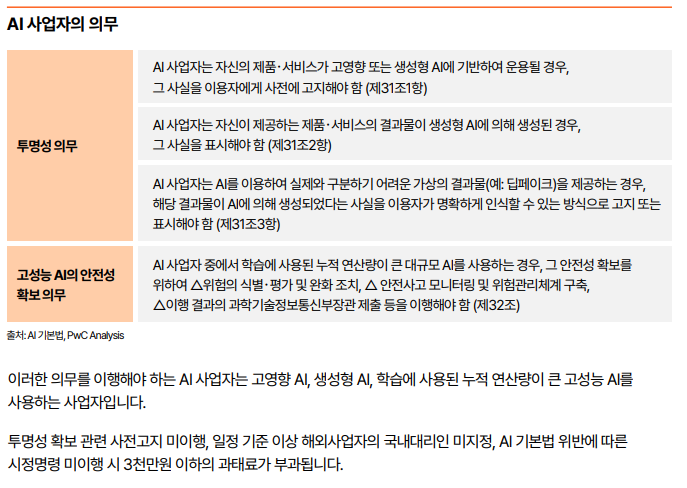 AI 사업자의 의무
투명성 의무
AI 사업자는 자신의 제품·서비스가 고영향 또는 생성형 AI에 기반하여 운용될 경우,
그 사실을 이용자에게 사전에 고지해야 함 (제31조1항)
AI 사업자는 자신이 제공하는 제품·서비스의 결과물이 생성형 AI에 의해 생성된 경우,
그 사실을 표시해야 함 (제31조2항)
AI 사업자는 AI를 이용하여 실제와 구분하기 어려운 가상의 결과물(예: 딥페이크)을 제공하는 경우,
해당 결과물이 AI에 의해 생성되었다는 사실을 이용자가 명확하게 인식할 수 있는 방식으로 고지 또는
표시해야 함 (제31조3항)
고성능 AI의 안전성
확보 의무
AI 사업자 중에서 학습에 사용된 누적 연산량이 큰 대규모 AI를 사용하는 경우, 그 안전성 확보를
위하여 △위험의 식별·평가 및 완화 조치, △ 안전사고 모니터링 및 위험관리체계 구축,
△이행 결과의 과학기술정보통신부장관 제출 등을 이행해야 함 (제32조)
출처: AI 기본법, PwC Analysis
이러한 의무를 이행해야 하는 AI 사업자는 고영향 AI, 생성형 AI, 학습에 사용된 누적 연산량이 큰 고성능 AI를
사용하는 사업자입니다.
투명성 확보 관련 사전고지 미이행, 일정 기준 이상 해외사업자의 국내대리인 미지정, AI 기본법 위반에 따른
시정명령 미이행 시 3천만원 이하의 과태료가 부과됩니다.